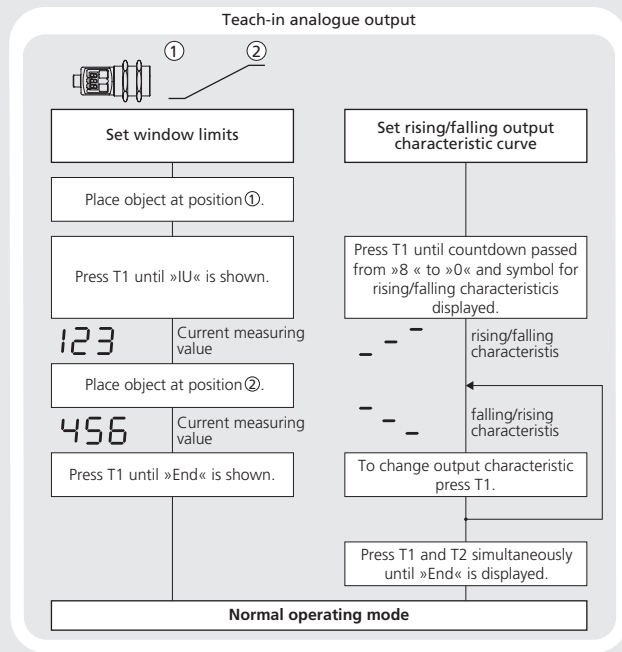 Teach-in analogue output
① ②
Set window limits
Place object at position ①.
Press T1 until »IU« is shown.
123
Current measuring
value
Place object at position ②.
456
Current measuring
value
Press T1 until »End« is shown.
Set rising/falling output
characteristic curve
Press T1 until countdown passed
from »8 « to »0« and symbol for
rising/falling characteristicis
displayed.
rising/falling
characteristis
falling/rising
characteristis
To change output characteristic
press T1.
Press T1 and T2 simultaneously
until »End« is displayed.
Normal operating mode